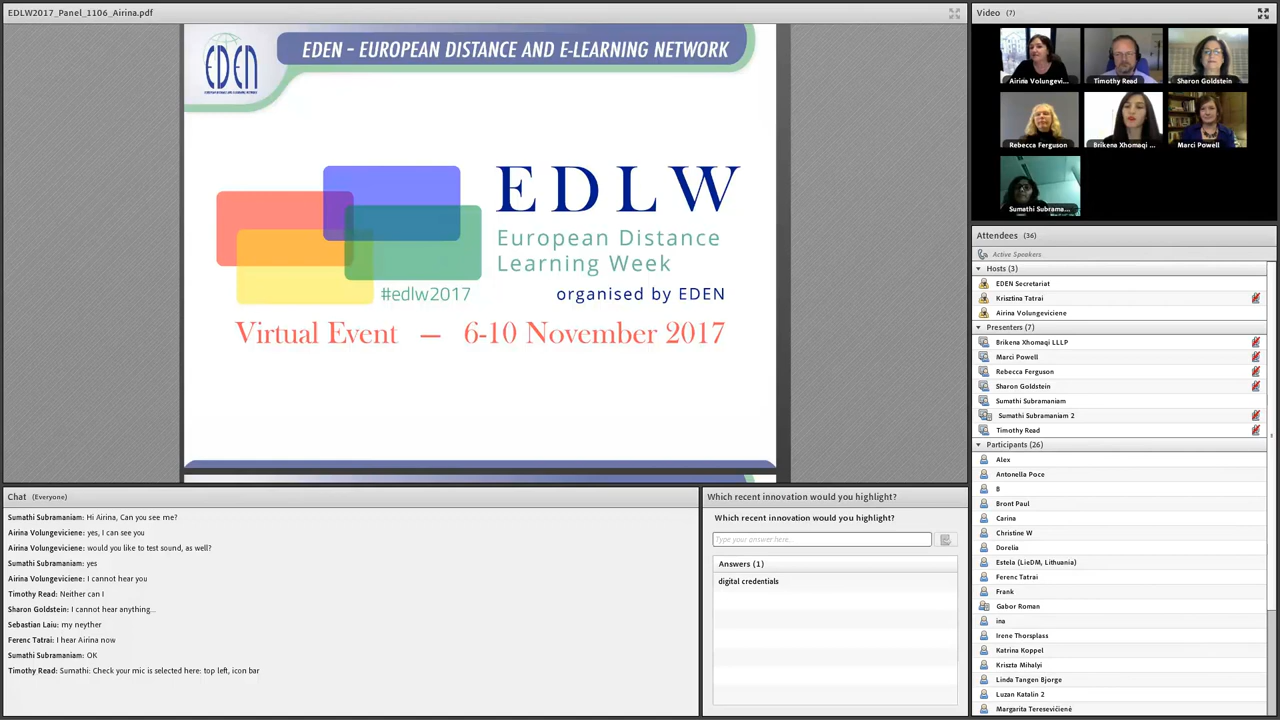 EDLW2017_Panel_1106_Airina.pdf
EDEN
EDEN - EUROPEAN DISTANCE AND E-LEARNING NETWORK
EDLW
European Distance
Learning Week
#edlw2017
organised by EDEN
Virtual Event — 6-10 November 2017
Chat (Everyone)
Sumathi Subramaniam: Hi Airina, Can you see me?
Airina Volungeviciene: yes, I can see you
Airina Volungeviciene: would you like to test sound, as well?
Sumathi Subramaniam: yes
Airina Volungeviciene: I cannot hear you
Timothy Read: Neither can I
Sharon Goldstein: I cannot hear anything...
Sebastian Laiu: my neyther
Ferenc Tatrai: I hear Airina now
Sumathi Subramaniam: OK
Timothy Read: Sumathi: Check your mic is selected here: top left, icon bar
Which recent innovation would you highlight?
Which recent innovation would you highlight?
Type your answer here...
Answers (1)
digital credentials
Video (7)
Airina Volungevi...
Timothy Read
Sharon Goldstein
Rebecca Ferguson
Brikena Xhomaqi ...
Marci Powell
Sumathi Subrama...
Attendees (36)
Active Speakers
Hosts (3)
EDEN Secretariat
Krisztina Tatrai
Airina Volungeviciene
Presenters (7)
Brikena Xhomaqi LLLP
Marci Powell
Rebecca Ferguson
Sharon Goldstein
Sumathi Subramaniam
Sumathi Subramaniam 2
Timothy Read
Participants (26)
Alex
Antonella Poce
B
Bront Paul
Carina
Christine W
Dorelia
Estela (LieDM, Lithuania)
Ferenc Tatrai
Frank
Gabor Roman
ina
Irene Thorsplass
Katrina Koppel
Kriszta Mihalyi
Linda Tangen Bjorge
Luzan Katalin 2
Margarita Teresevičienė